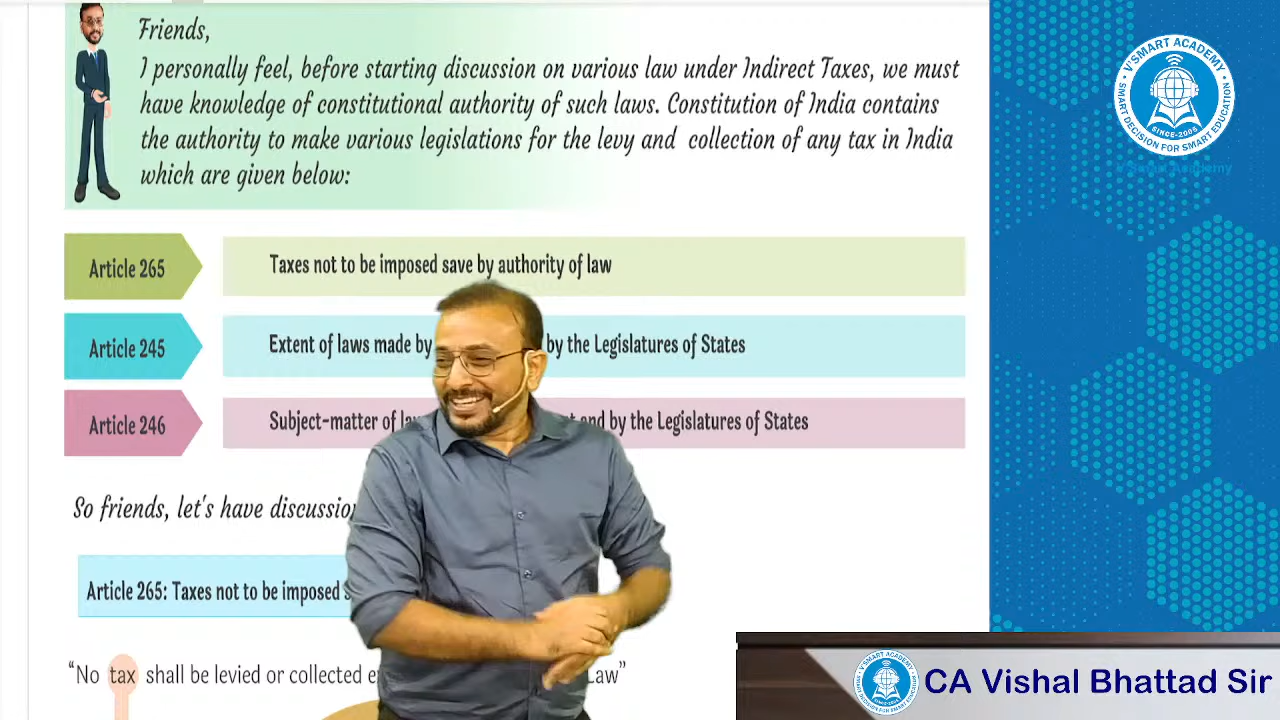 Friends,
I personally feel, before starting discussion on various law under Indirect Taxes, we must
have knowledge of constitutional authority of such laws. Constitution of India contains
the authority to make various legislations for the levy and collection of any tax in India
which are given below:
Article 265
Taxes not to be imposed save by authority of law
Article 245
Extent of laws made by by the Legislatures of States
Article 246
Subject-matter of and by the Legislatures of States
So friends, let's have
Article 265: Taxes not to be imposed
"No tax shall be levied or collected Law"
V'SMART ACADEMY
SINCE-2005
SMART DECISION FOR SMART EDUCATION
V'Smart Academy
CA Vishal Bhattad Sir